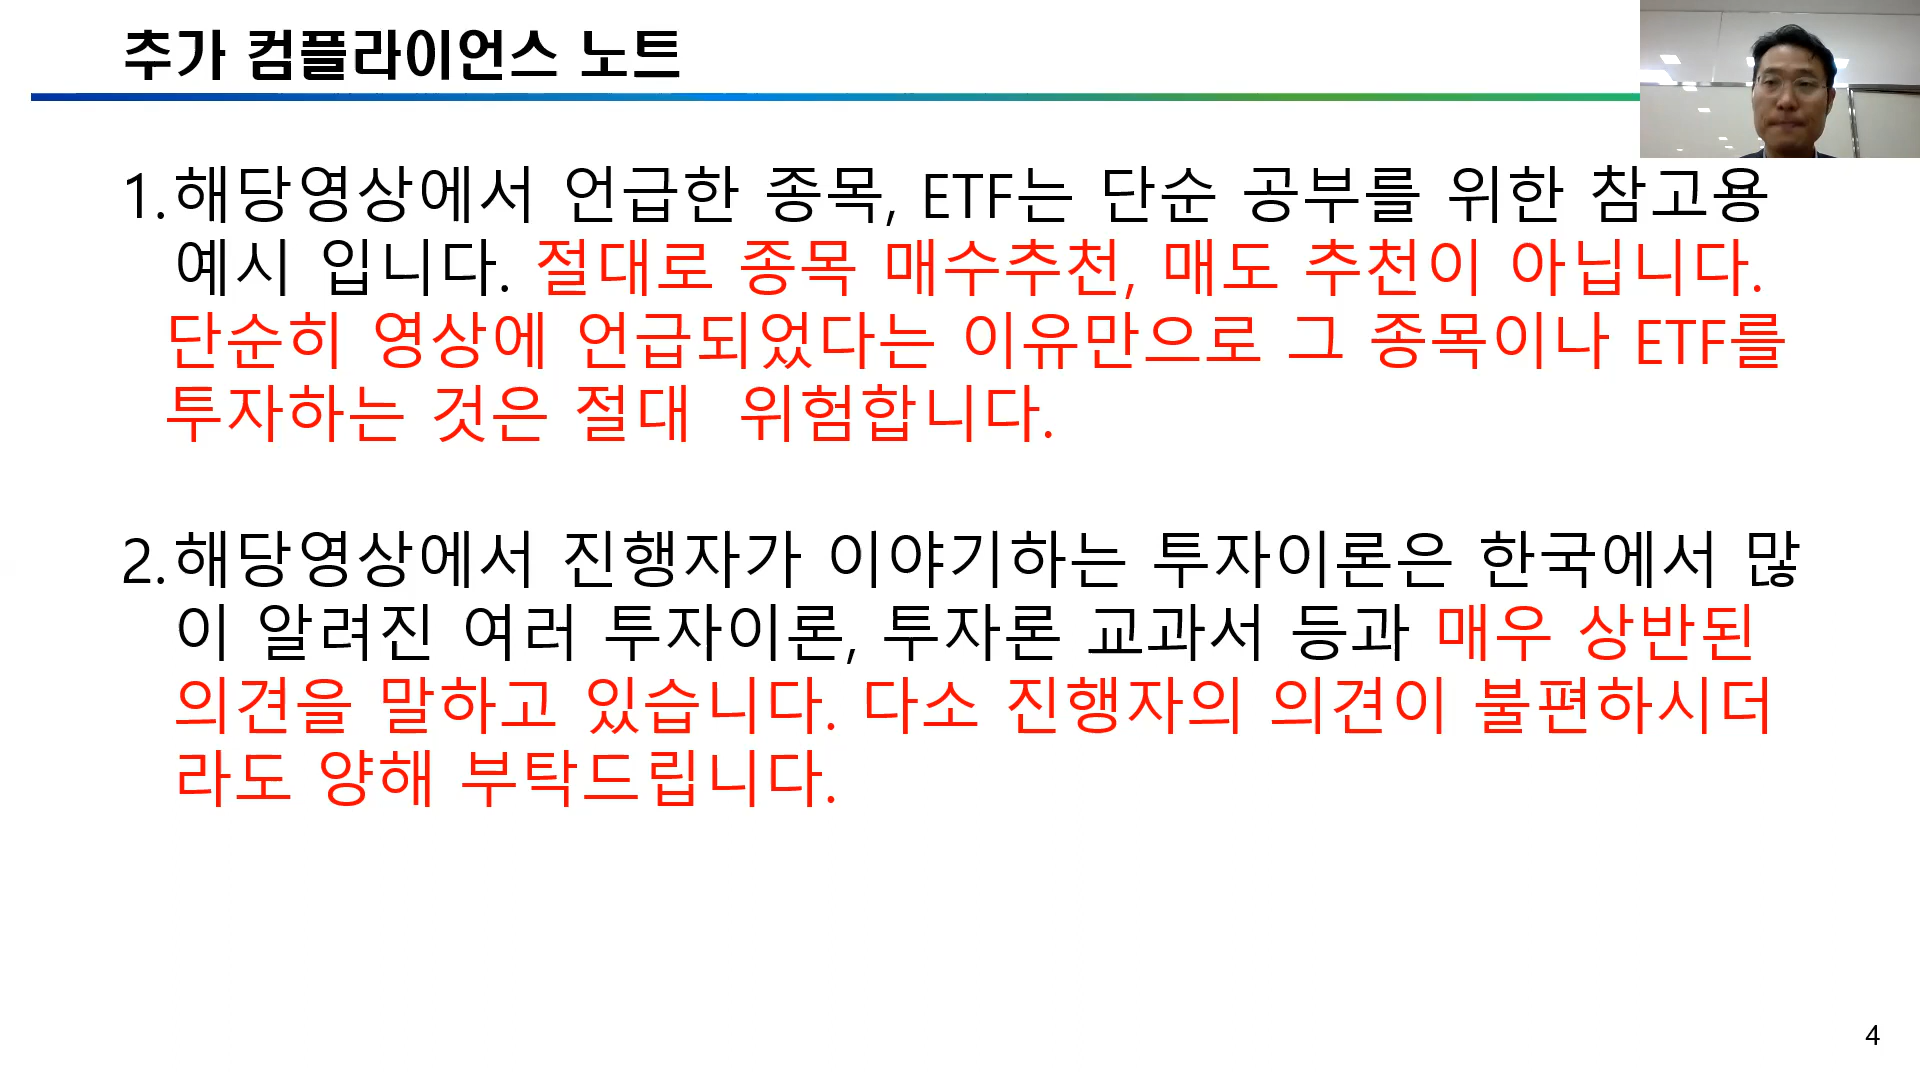 추가 컴플라이언스 노트
1. 해당영상에서 언급한 종목, ETF는 단순 공부를 위한 참고용
예시 입니다. 절대로 종목 매수추천, 매도 추천이 아닙니다.
단순히 영상에 언급되었다는 이유만으로 그 종목이나 ETF를
투자하는 것은 절대 위험합니다.
2. 해당영상에서 진행자가 이야기하는 투자이론은 한국에서 많
이 알려진 여러 투자이론, 투자론 교과서 등과 매우 상반된
의견을 말하고 있습니다. 다소 진행자의 의견이 불편하시더
라도 양해 부탁드립니다.
4